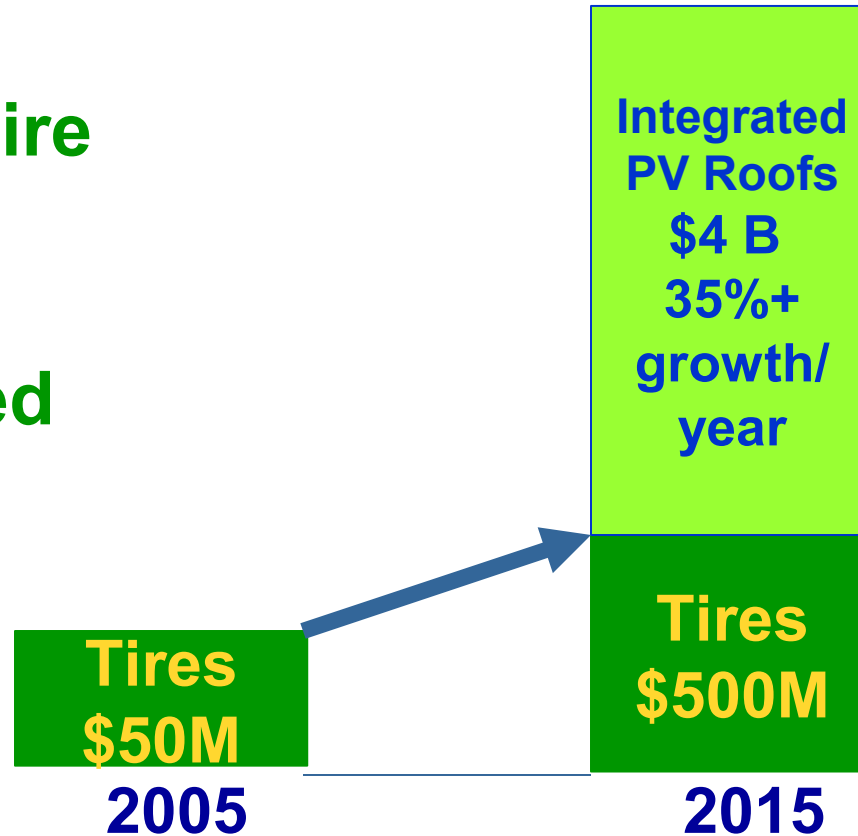 ire
ed
Integrated
PV Roofs
$4 B
35%+
growth/
year
Tires
$50M
Tires
$500M
2005
2015